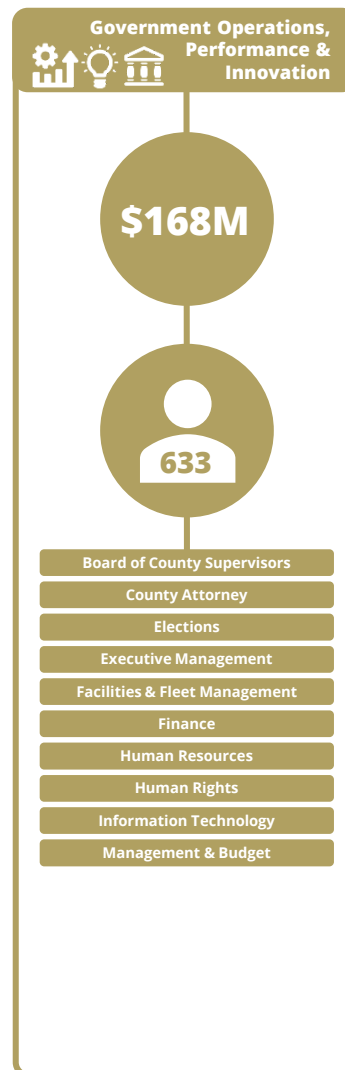 Government Operations,
Performance &
Innovation
$168M
633
Board of County Supervisors
County Attorney
Elections
Executive Management
Facilities & Fleet Management
Finance
Human Resources
Human Rights
Information Technology
Management & Budget